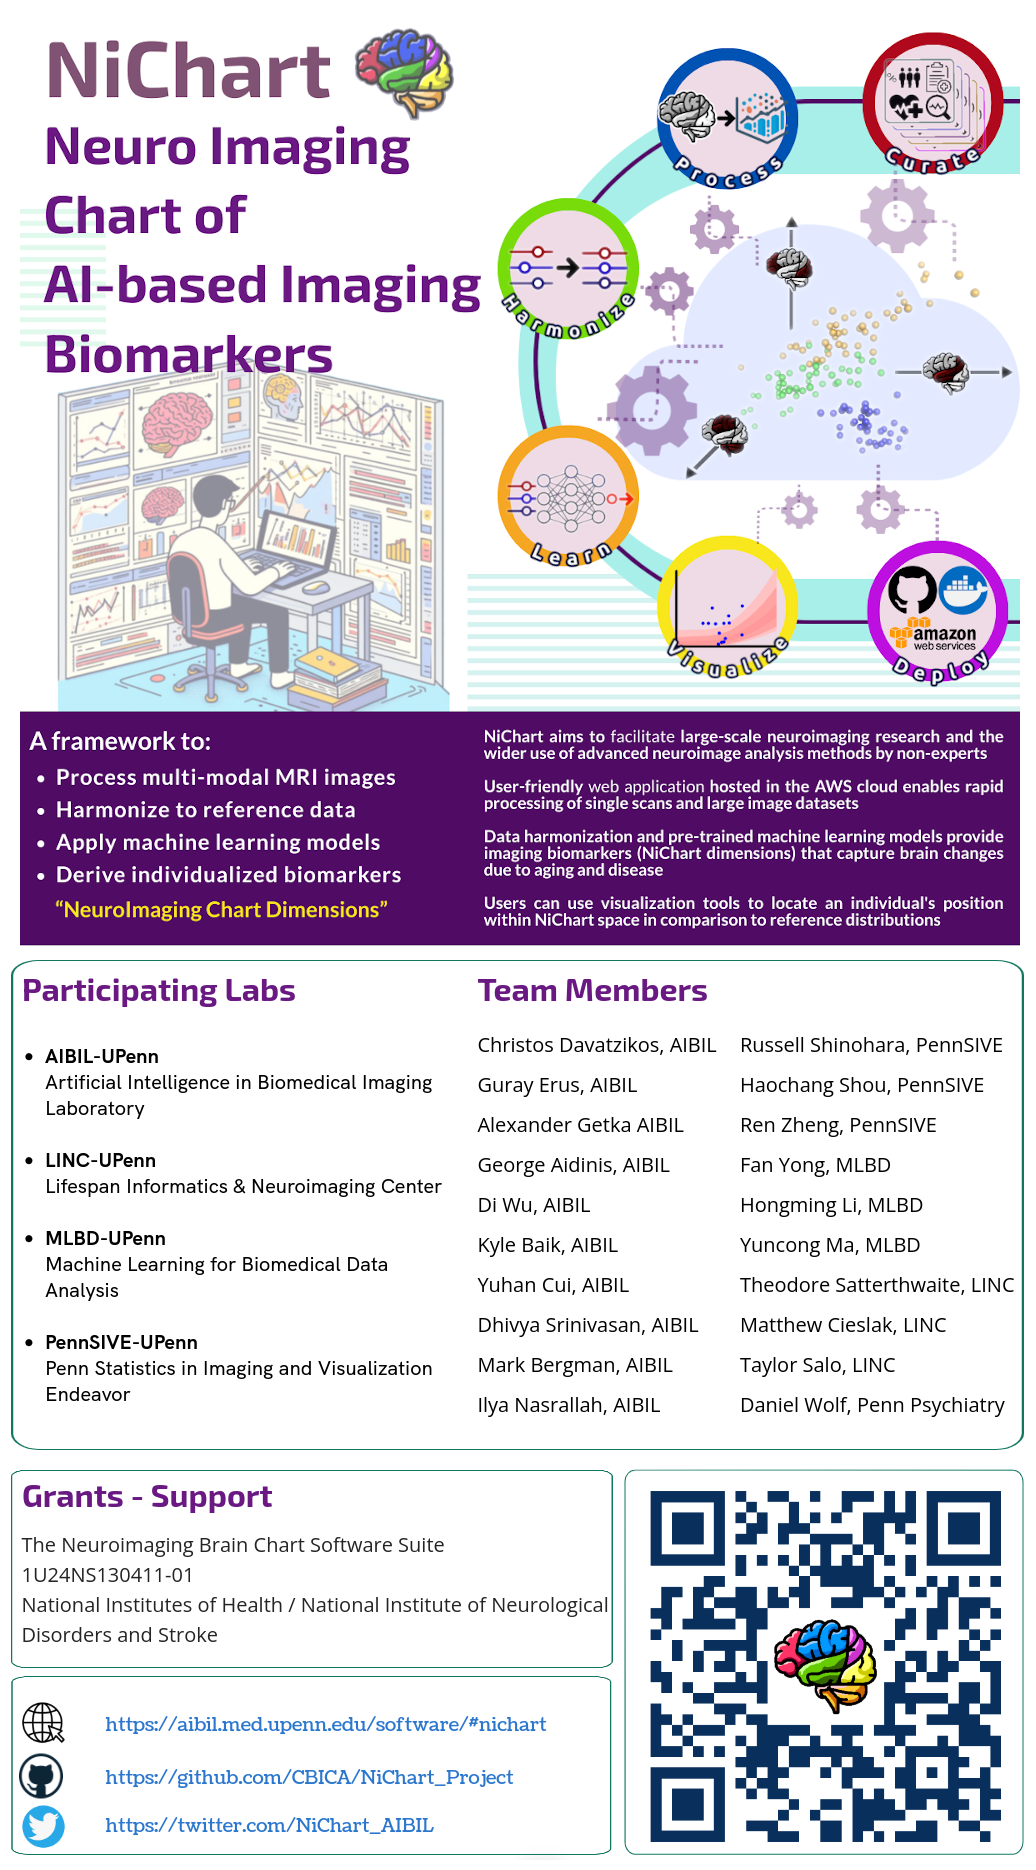 NiChart
Neuro Imaging
Chart of
AI-based Imaging
Biomarkers
Process
Curate
Harmonize
Learn
Visualize
amazon
web services
Deploy
A framework to:
• Process multi-modal MRI images
• Harmonize to reference data
• Apply machine learning models
• Derive individualized biomarkers
“NeuroImaging Chart Dimensions”
NiChart aims to facilitate large-scale neuroimaging research and the
wider use of advanced neuroimage analysis methods by non-experts
User-friendly web application hosted in the AWS cloud enables rapid
processing of single scans and large image datasets
Data harmonization and pre-trained machine learning models provide
imaging biomarkers (NiChart dimensions) that capture brain changes
due to aging and disease
Users can use visualization tools to locate an individual's position
within NiChart space in comparison to reference distributions
Participating Labs
• AIBIL-UPenn
Artificial Intelligence in Biomedical Imaging
Laboratory
• LINC-UPenn
Lifespan Informatics & Neuroimaging Center
• MLBD-UPenn
Machine Learning for Biomedical Data
Analysis
• PennSIVE-UPenn
Penn Statistics in Imaging and Visualization
Endeavor
Team Members
Christos Davatzikos, AIBIL
Guray Erus, AIBIL
Alexander Getka AIBIL
George Aidinis, AIBIL
Di Wu, AIBIL
Kyle Baik, AIBIL
Yuhan Cui, AIBIL
Dhivya Srinivasan, AIBIL
Mark Bergman, AIBIL
Ilya Nasrallah, AIBIL
Russell Shinohara, PennSIVE
Haochang Shou, PennSIVE
Ren Zheng, PennSIVE
Fan Yong, MLBD
Hongming Li, MLBD
Yuncong Ma, MLBD
Theodore Satterthwaite, LINC
Matthew Cieslak, LINC
Taylor Salo, LINC
Daniel Wolf, Penn Psychiatry
Grants - Support
The Neuroimaging Brain Chart Software Suite
1U24NS130411-01
National Institutes of Health / National Institute of Neurological
Disorders and Stroke
https://aibil.med.upenn.edu/software/#nichart
https://github.com/CBICA/NiChart_Project
https://twitter.com/NiChart_AIBIL